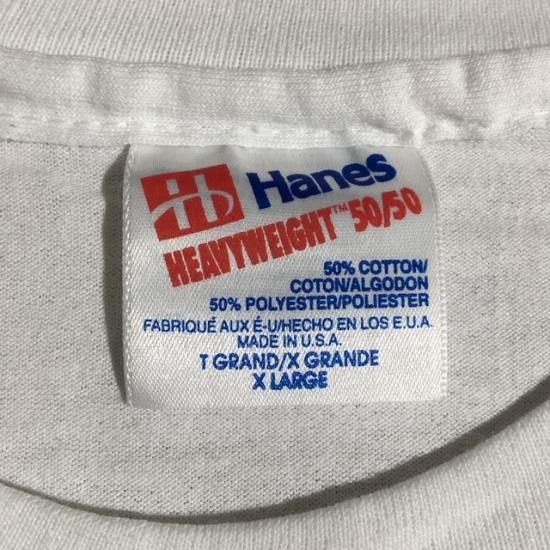 H Hanes
HEAVYWEIGHT™ 50/50
50% COTTON/
COTON/ALGODON
50% POLYESTER/POLIESTER
FABRIQUÉ AUX É-U/HECHO EN LOS E.U.A.
MADE IN U.S.A.
T GRAND/X GRANDE
X LARGE